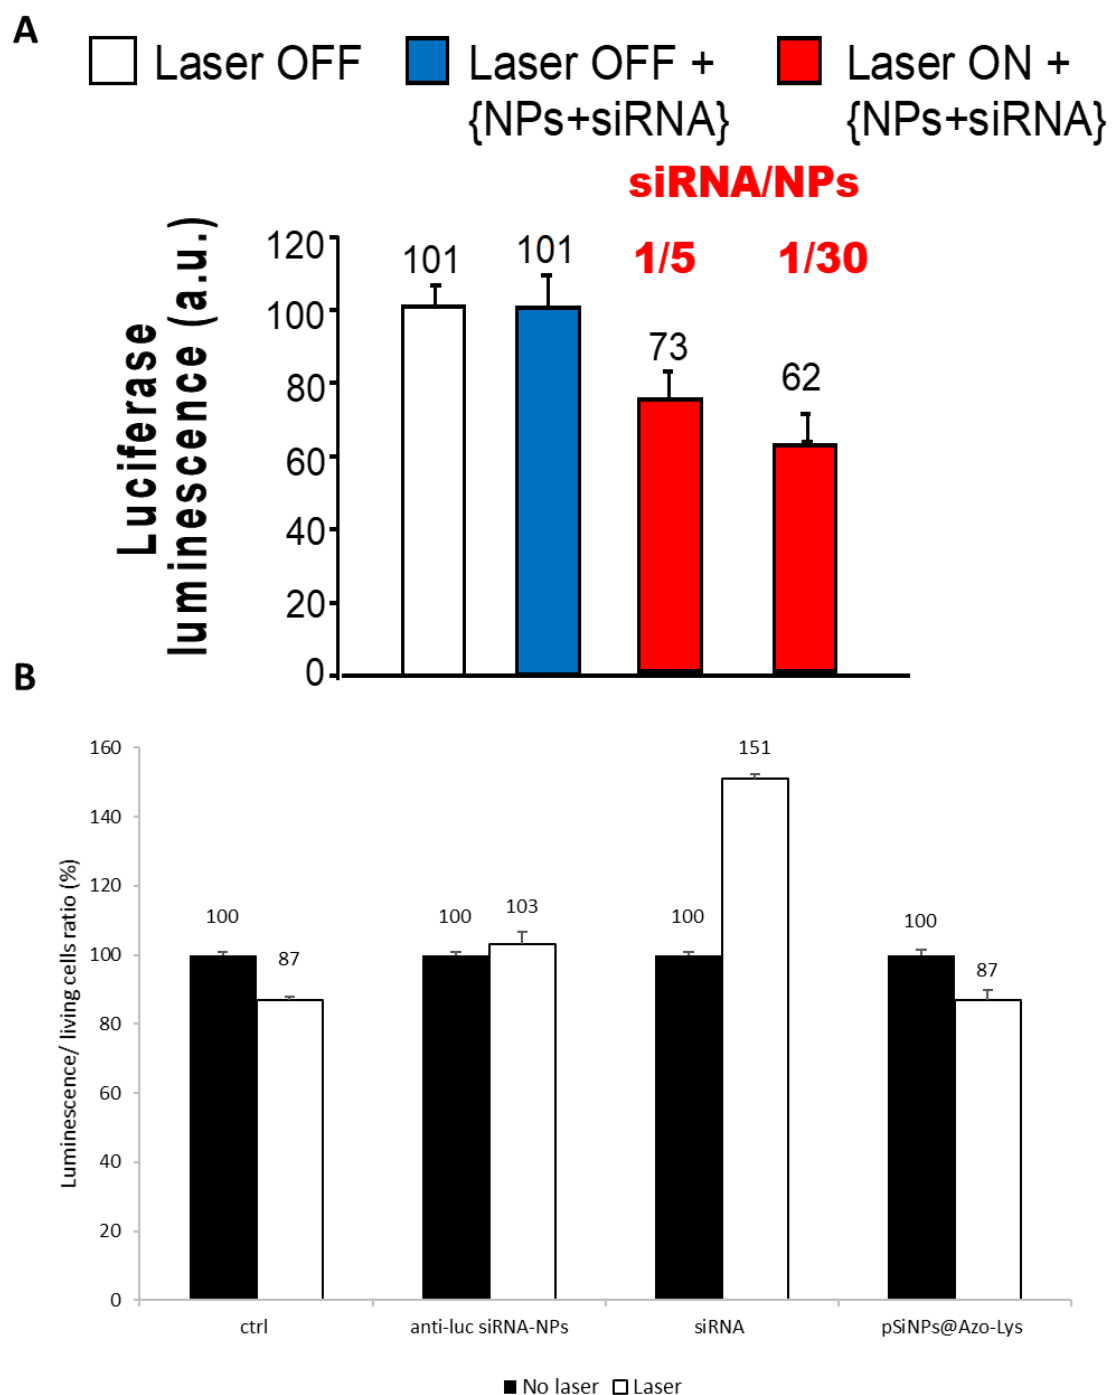 A
Laser OFF
Laser OFF +
{NPs+siRNA}
Laser ON +
{NPs+siRNA}
siRNA/NPs
1/5
1/30
Luciferase
luminescence (a.u.)
120
100
80
60
40
20
0
101
101
73
62
B
Luminescence/ living cells ratio (%)
160
140
120
100
80
60
40
20
0
100
87
100
103
100
151
100
87
ctrl
anti-luc siRNA-NPs
siRNA
pSiNPs@Azo-Lys
No laser
Laser